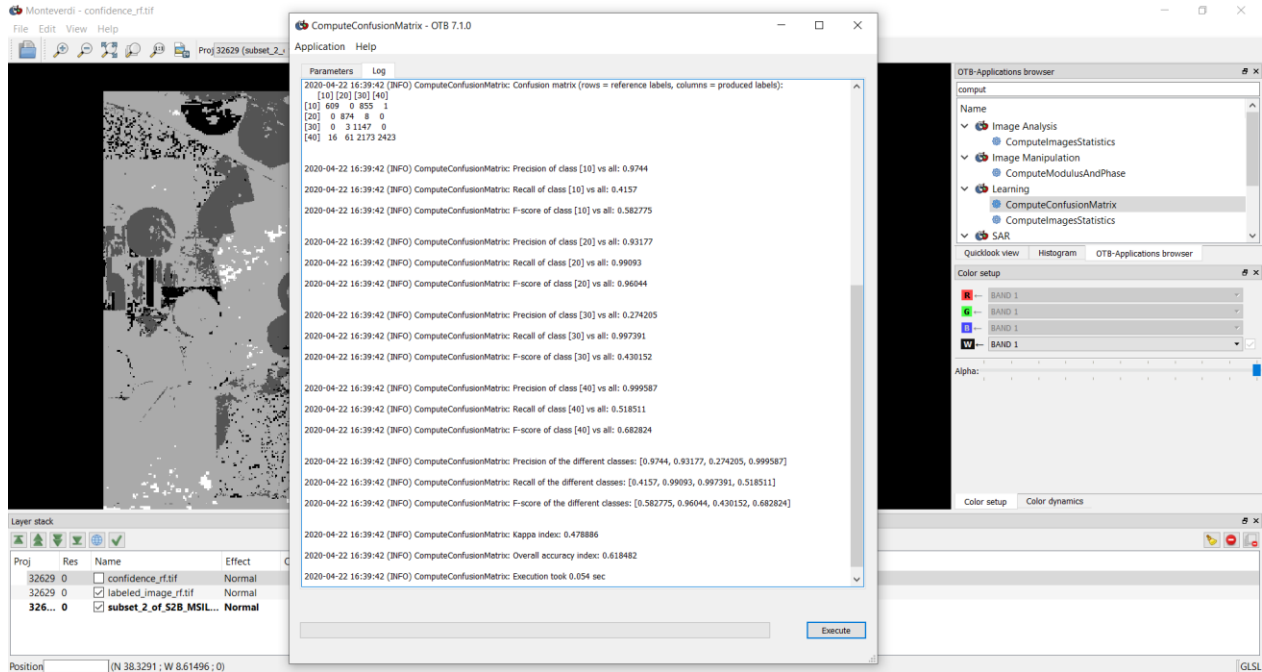 Monteverdi - confidence_rf.tif
File Edit View Help
Proj 32629 (subset_2_
ComputeConfusionMatrix - OTB 7.1.0
Application Help
Parameters Log
2020-04-22 16:39:42 (INFO) ComputeConfusionMatrix: Confusion matrix (rows = reference labels, columns = produced labels):
[10] [20] [30] [40]
[10] 609 0 855 1
[20] 0 874 8 0
[30] 0 3 1147 0
[40] 16 61 2173 2423
2020-04-22 16:39:42 (INFO) ComputeConfusionMatrix: Precision of class [10] vs all: 0.9744
2020-04-22 16:39:42 (INFO) ComputeConfusionMatrix: Recall of class [10] vs all: 0.4157
2020-04-22 16:39:42 (INFO) ComputeConfusionMatrix: F-score of class [10] vs all: 0.582775
2020-04-22 16:39:42 (INFO) ComputeConfusionMatrix: Precision of class [20] vs all: 0.93177
2020-04-22 16:39:42 (INFO) ComputeConfusionMatrix: Recall of class [20] vs all: 0.99093
2020-04-22 16:39:42 (INFO) ComputeConfusionMatrix: F-score of class [20] vs all: 0.96044
2020-04-22 16:39:42 (INFO) ComputeConfusionMatrix: Precision of class [30] vs all: 0.274205
2020-04-22 16:39:42 (INFO) ComputeConfusionMatrix: Recall of class [30] vs all: 0.997391
2020-04-22 16:39:42 (INFO) ComputeConfusionMatrix: F-score of class [30] vs all: 0.430152
2020-04-22 16:39:42 (INFO) ComputeConfusionMatrix: Precision of class [40] vs all: 0.999587
2020-04-22 16:39:42 (INFO) ComputeConfusionMatrix: Recall of class [40] vs all: 0.518511
2020-04-22 16:39:42 (INFO) ComputeConfusionMatrix: F-score of class [40] vs all: 0.682824
2020-04-22 16:39:42 (INFO) ComputeConfusionMatrix: Precision of the different classes: [0.9744, 0.93177, 0.274205, 0.999587]
2020-04-22 16:39:42 (INFO) ComputeConfusionMatrix: Recall of the different classes: [0.4157, 0.99093, 0.997391, 0.518511]
2020-04-22 16:39:42 (INFO) ComputeConfusionMatrix: F-score of the different classes: [0.582775, 0.96044, 0.430152, 0.682824]
2020-04-22 16:39:42 (INFO) ComputeConfusionMatrix: Kappa index: 0.478886
2020-04-22 16:39:42 (INFO) ComputeConfusionMatrix: Overall accuracy index: 0.618482
2020-04-22 16:39:42 (INFO) ComputeConfusionMatrix: Execution took 0.054 sec
Execute
OTB-Applications browser
comput
Name
Image Analysis
ComputeImagesStatistics
Image Manipulation
ComputeModulusAndPhase
Learning
ComputeConfusionMatrix
ComputeImagesStatistics
SAR
Quicklook view Histogram OTB-Applications browser
Color setup
R BAND 1
G BAND 1
B BAND 1
W BAND 1
Alpha:
Color setup Color dynamics
Layer stack
Proj Res Name Effect C
32629 0 confidence_rf.tif Normal
32629 0 labeled_image_rf.tif Normal
326... 0 subset_2_of_S2B_MSIL... Normal
Position (N 38.3291 ; W 8.61496 ; 0) GLSL